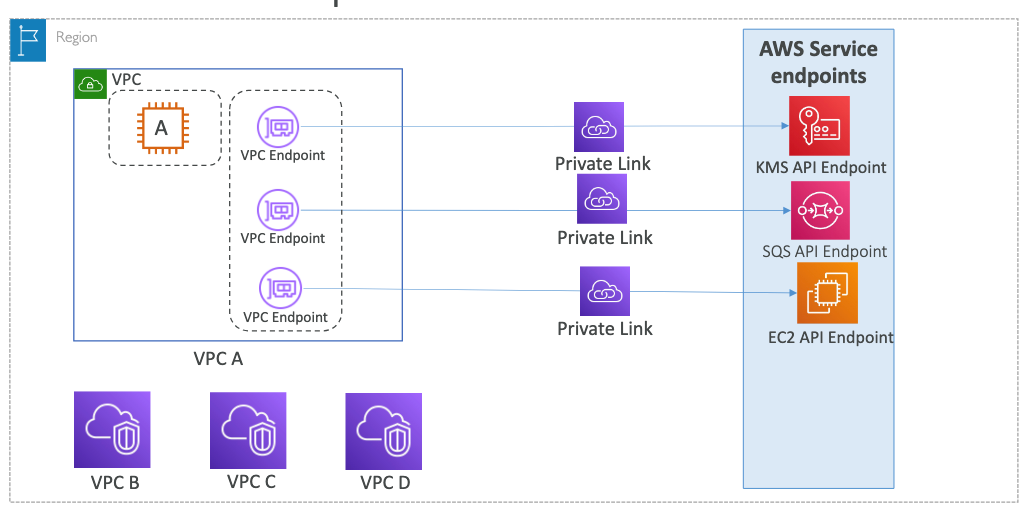 Region
AWS Service
endpoints
VPC
A
VPC Endpoint
Private Link
KMS API Endpoint
VPC Endpoint
Private Link
SQS API Endpoint
VPC Endpoint
Private Link
EC2 API Endpoint
VPC A
VPC B
VPC C
VPC D